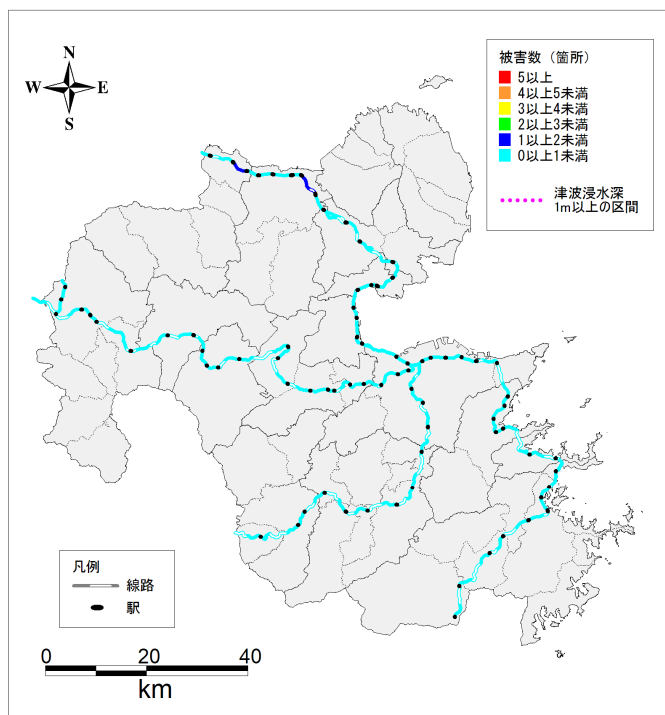 N
W E
S
被害数（箇所）
5以上
4以上5未満
3以上4未満
2以上3未満
1以上2未満
0以上1未満
津波浸水深
1m以上の区間
凡例
線路
駅
0 20 40
km